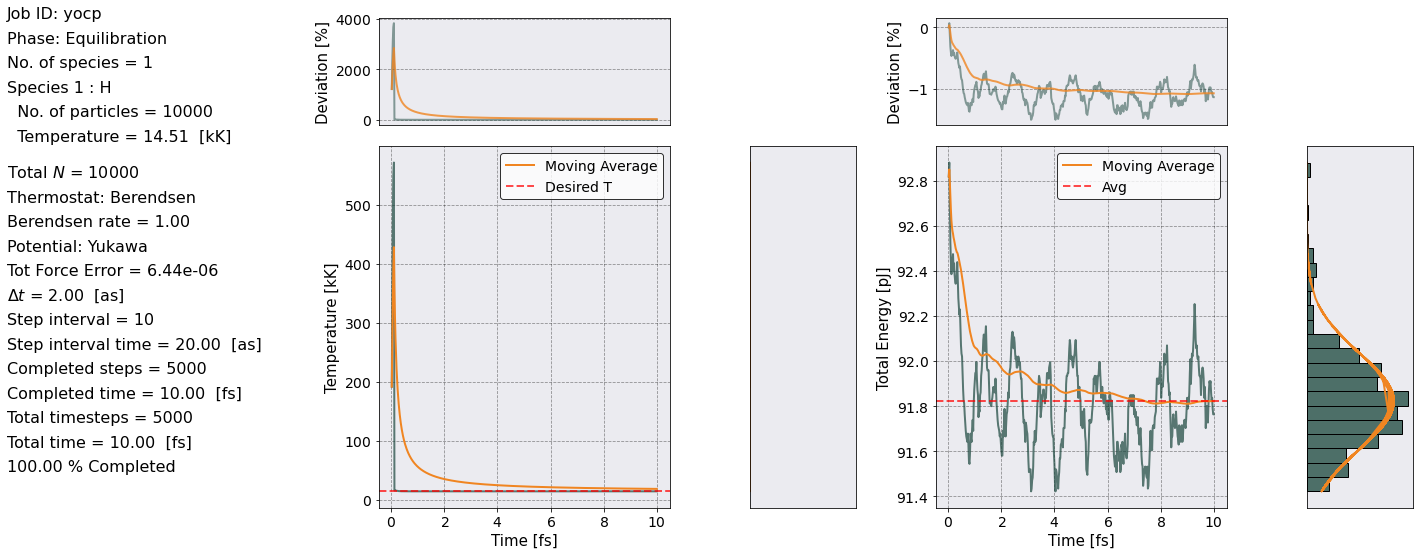 Job ID: yocp
Phase: Equilibration
No. of species = 1
Species 1 : H
No. of particles = 10000
Temperature = 14.51 [kK]
Total N = 10000
Thermostat: Berendsen
Berendsen rate = 1.00
Potential: Yukawa
Tot Force Error = 6.44e-06
Δt = 2.00 [as]
Step interval = 10
Step interval time = 20.00 [as]
Completed steps = 5000
Completed time = 10.00 [fs]
Total timesteps = 5000
Total time = 10.00 [fs]
100.00 % Completed
Deviation [%]
4000
2000
0
Temperature [kK]
500
400
300
200
100
0
Moving Average
Desired T
0 2 4 6 8 10
Time [fs]
Deviation [%]
0
−1
Total Energy [pJ]
92.8
92.6
92.4
92.2
92.0
91.8
91.6
91.4
Moving Average
Avg
0 2 4 6 8 10
Time [fs]